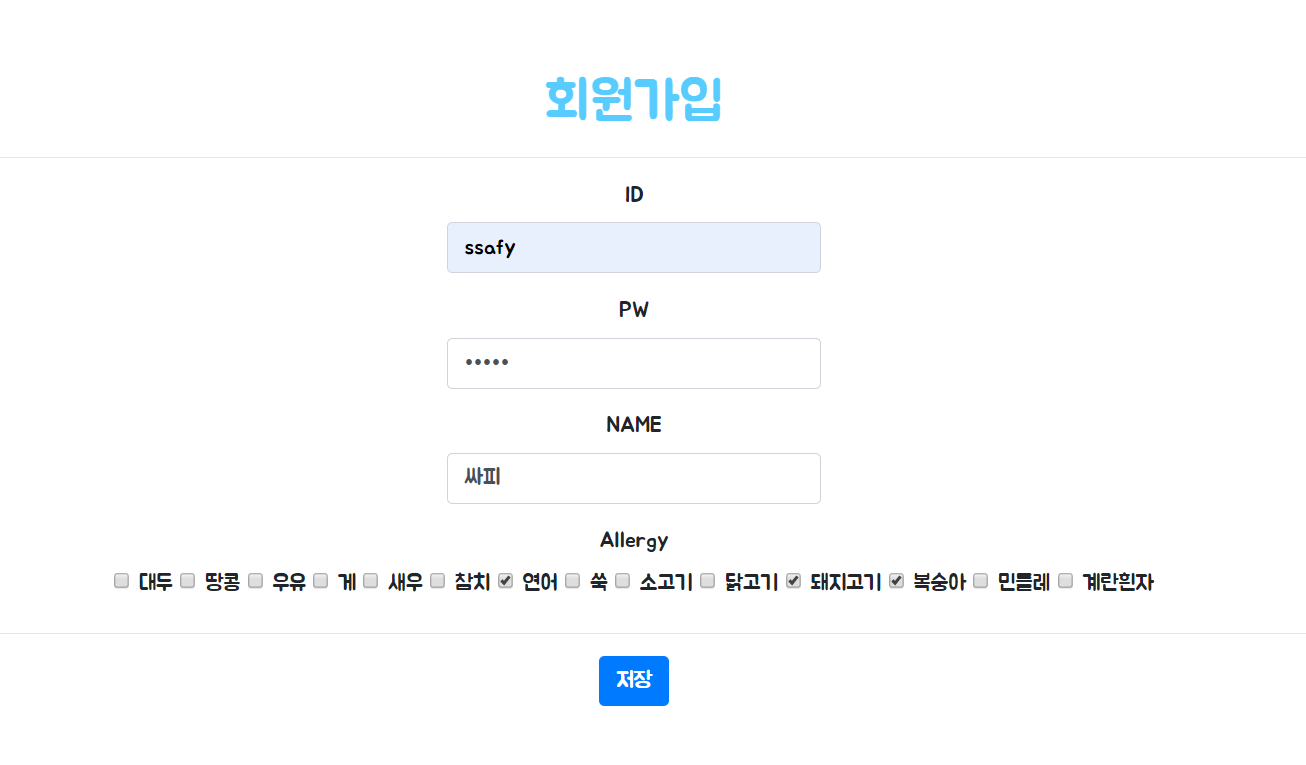 회원가입
ID
ssafy
PW
•••••
NAME
싸피
Allergy
대두 땅콩 우유 게 새우 참치 연어 쑥 소고기 닭고기 돼지고기 복숭아 민들레 계란흰자
저장